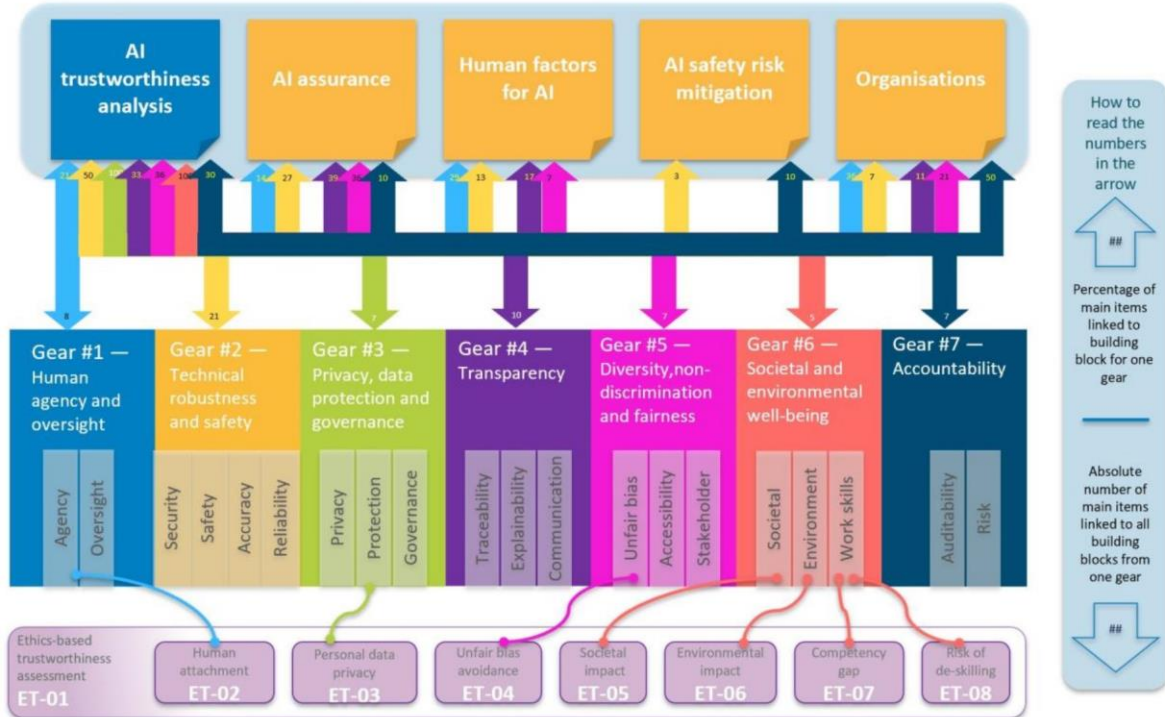 AI
trustworthiness
analysis
AI assurance
Human factors
for AI
AI safety risk
mitigation
Organisations
21
50
100
33
36
100
30
14
27
39
36
10
25
13
17
7
3
10
7
11
21
50
8
21
7
10
7
5
7
Gear #1 —
Human
agency and
oversight
Agency
Oversight
Gear #2 —
Technical
robustness
and safety
Security
Safety
Accuracy
Reliability
Gear #3 —
Privacy, data
protection and
governance
Privacy
Protection
Governance
Gear #4 —
Transparency
Traceability
Explainability
Communication
Gear #5 —
Diversity,non-
discrimination
and fairness
Unfair bias
Accessibility
Stakeholder
Gear #6 —
Societal and
environmental
well-being
Societal
Environment
Work skills
Gear #7 —
Accountability
Auditability
Risk
Ethics-based
trustworthiness
assessment
ET-01
Human
attachment
ET-02
Personal data
privacy
ET-03
Unfair bias
avoidance
ET-04
Societal
impact
ET-05
Environmental
impact
ET-06
Competency
gap
ET-07
Risk of
de-skilling
ET-08
How to
read the
numbers
in the
arrow
##
Percentage of
main items
linked to
building
block for one
gear
Absolute
number of
main items
linked to all
building
blocks from
one gear
##